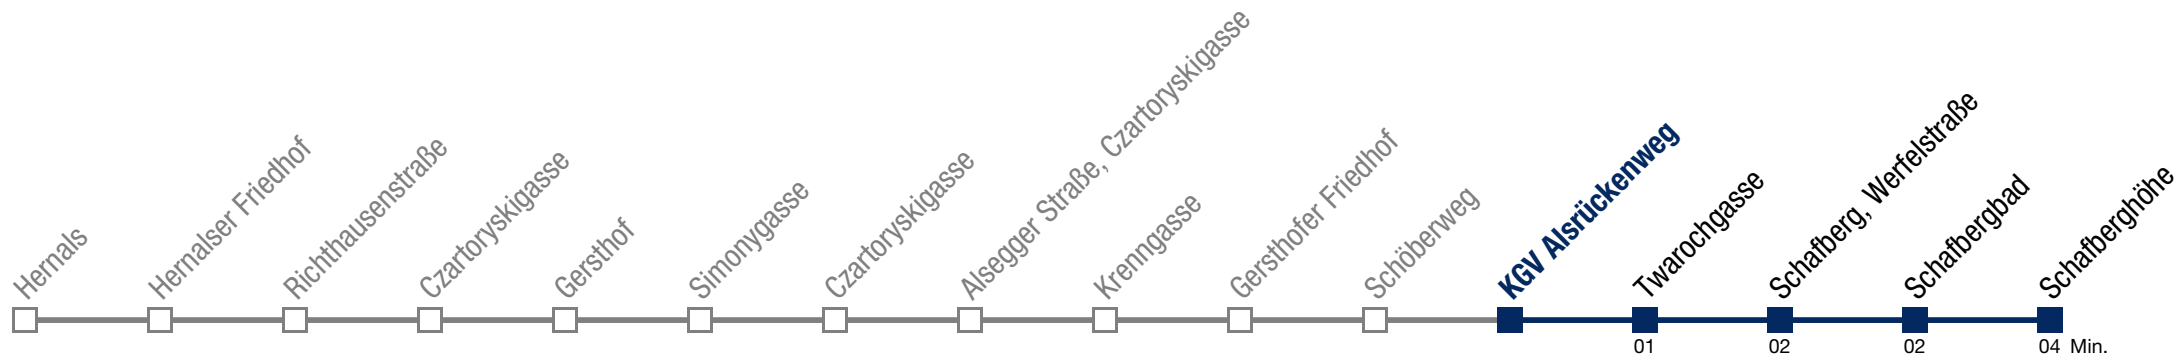 Hernals
Hernalser Friedhof
Richthausenstraße
Czartoryskigasse
Gersthof
Simonygasse
Czartoryskigasse
Alsegger Straße, Czartoryskigasse
Krenngasse
Gersthofer Friedhof
Schöberweg
KGV Alsrückenweg
Twarochgasse
Schafberg, Werfelstraße
Schafbergbad
Schafberghöhe
01 02 02 04 Min.